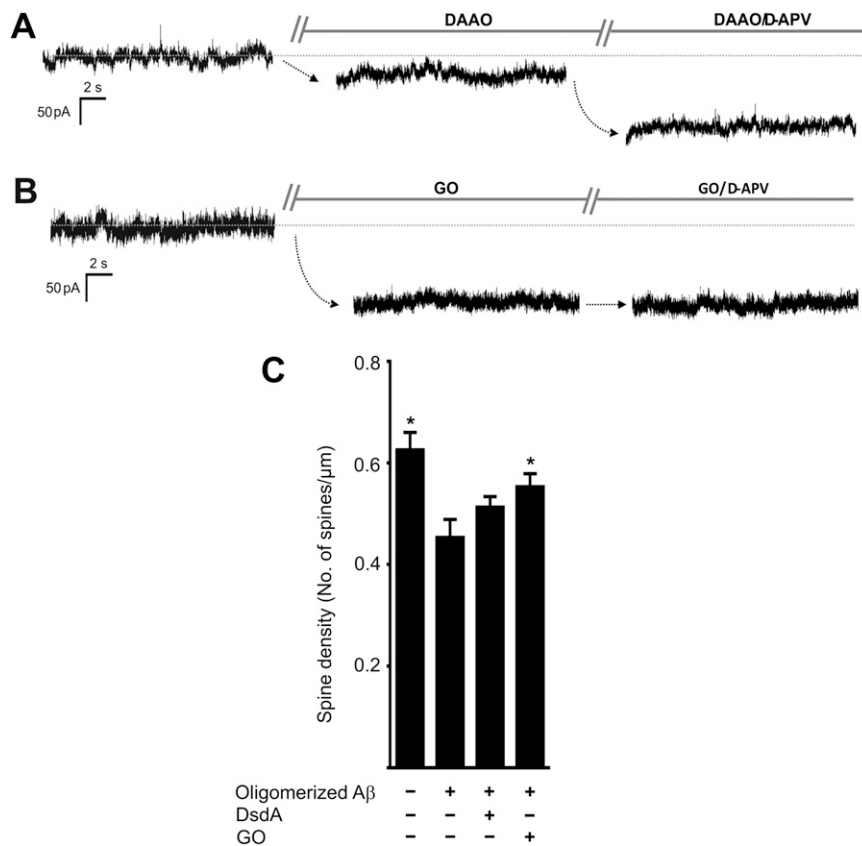 A
DAAO
DAAO/D-APV
2 s
50 pA
B
GO
GO/D-APV
2 s
50 pA
C
Spine density (No. of spines/μm)
0.8
*
*
0.6
0.4
0.2
Oligomerized Aβ − + + +
DsdA − − + −
GO − − − +